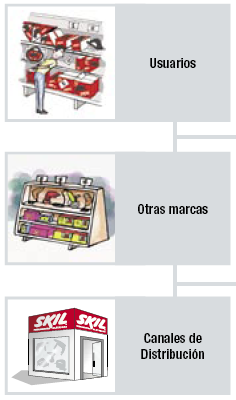 Usuarios
Otras marcas
SKIL SKIL
Canales de
Distribución